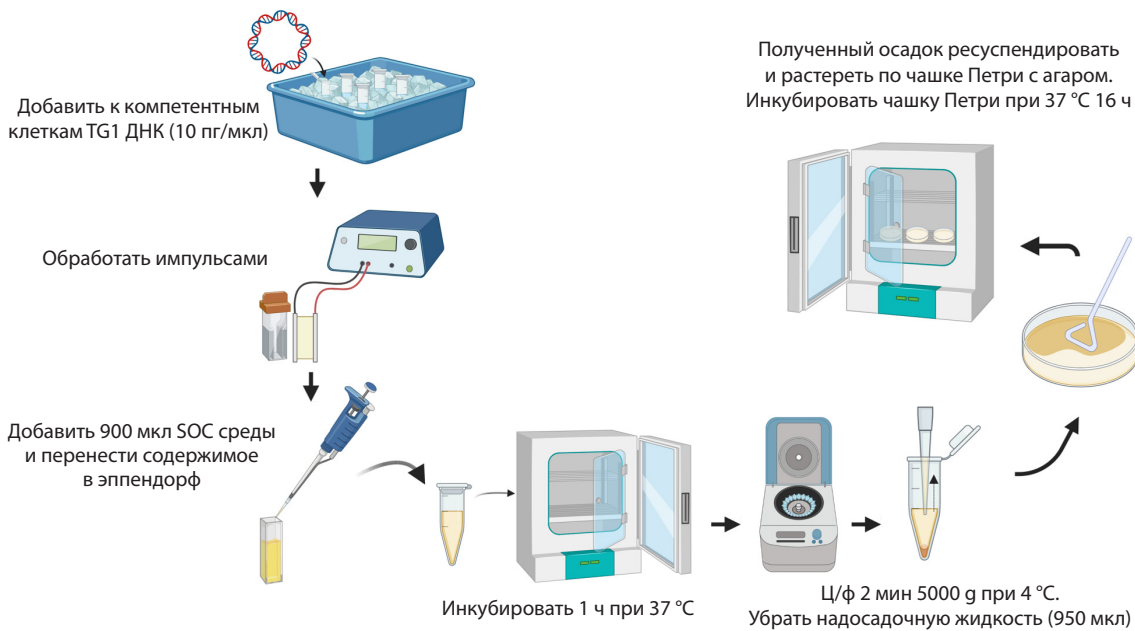 Добавить к компетентным
клеткам TG1 ДНК (10 пг/мкл)
Обработать импульсами
Добавить 900 мкл SOC среды
и перенести содержимое
в эппендорф
Инкубировать 1 ч при 37 °C
Ц/ф 2 мин 5000 g при 4 °C.
Убрать надосадочную жидкость (950 мкл)
Полученный осадок ресуспендировать
и растереть по чашке Петри с агаром.
Инкубировать чашку Петри при 37 °C 16 ч